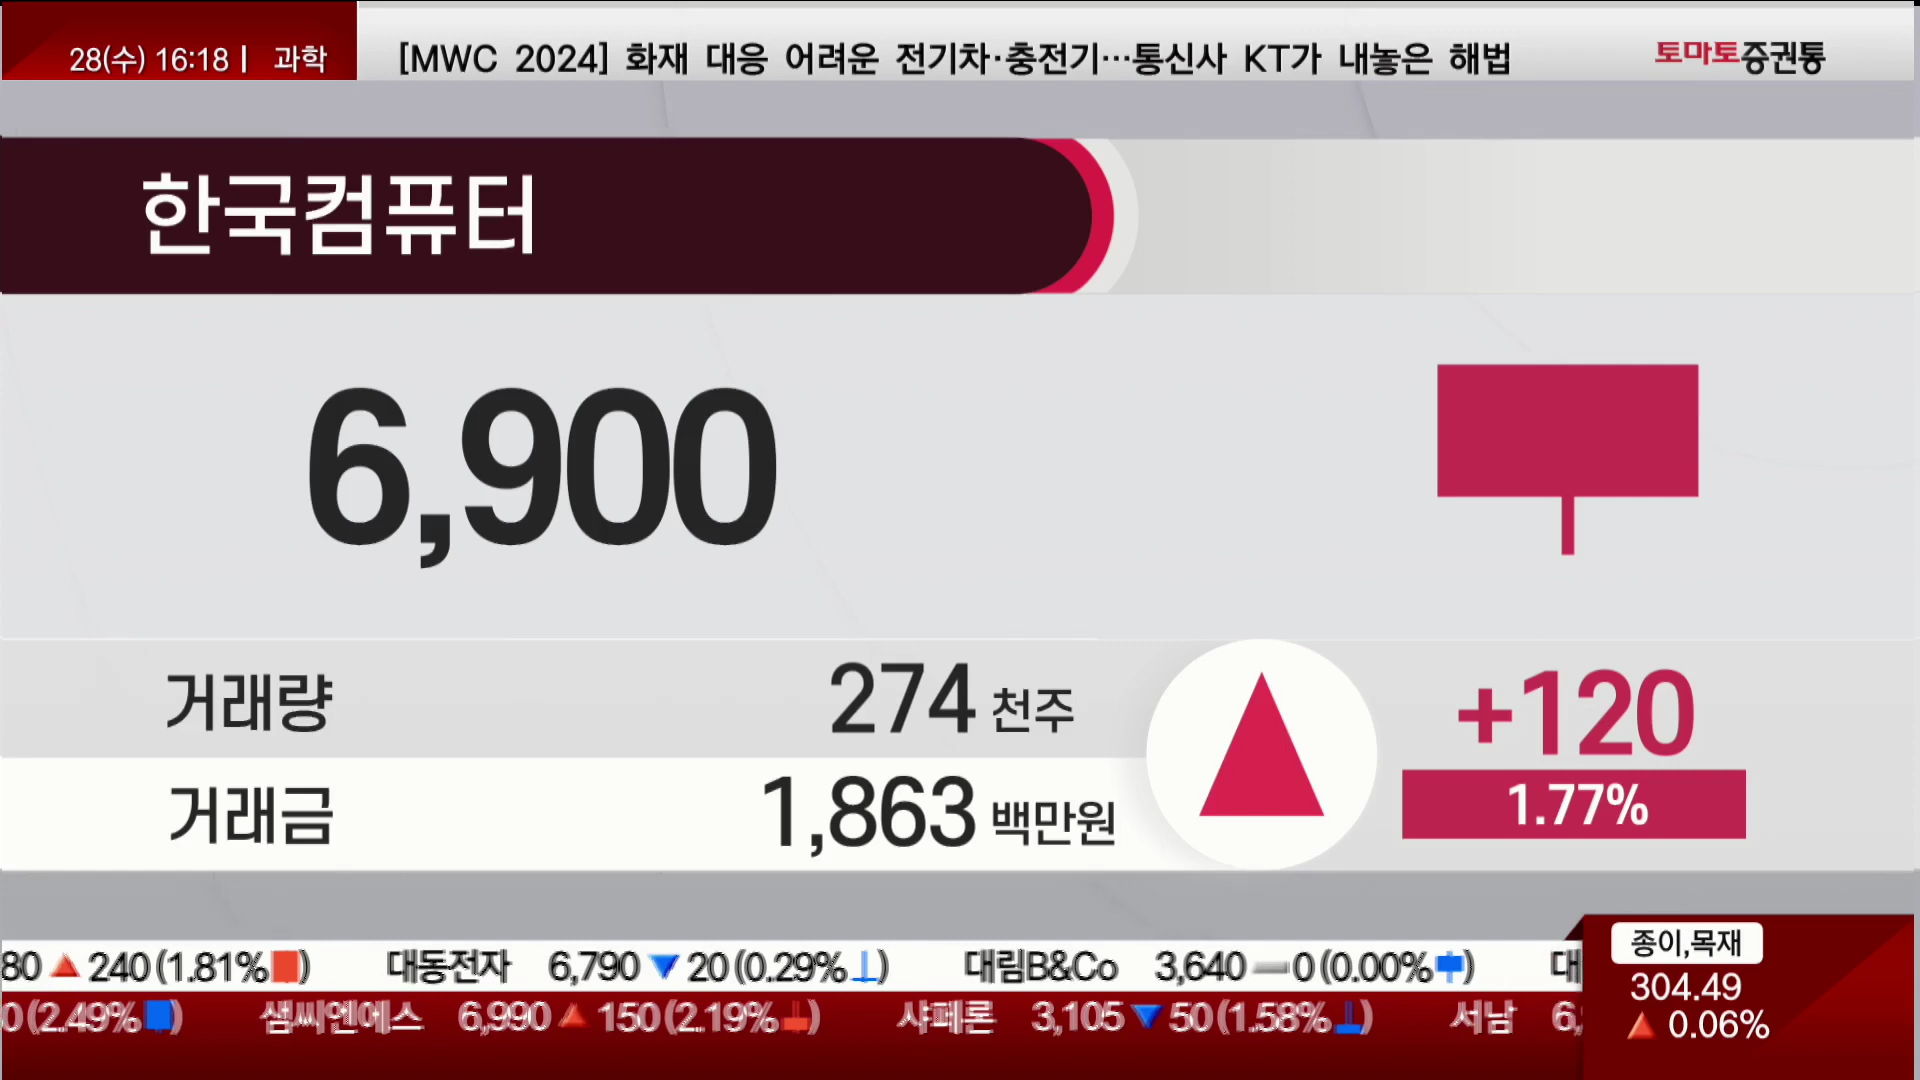 28(수) 16:18 | 과학
[MWC 2024] 화재 대응 어려운 전기차·충전기…통신사 KT가 내놓은 해법
토마토증권통
한국컴퓨터
6,900
거래량 274 천주
+120
거래금 1,863 백만원
1.77%
80 ▲ 240 (1.81% ) 대동전자 6,790 ▼ 20 (0.29% ) 대림B&Co 3,640 0 (0.00% ) 대
0 (2.49% ) 샘씨엔에스 6,990 ▲ 150 (2.19% ) 샤페론 3,105 ▼ 50 (1.58% ) 서남 6,
종이,목재
304.49
▲ 0.06%